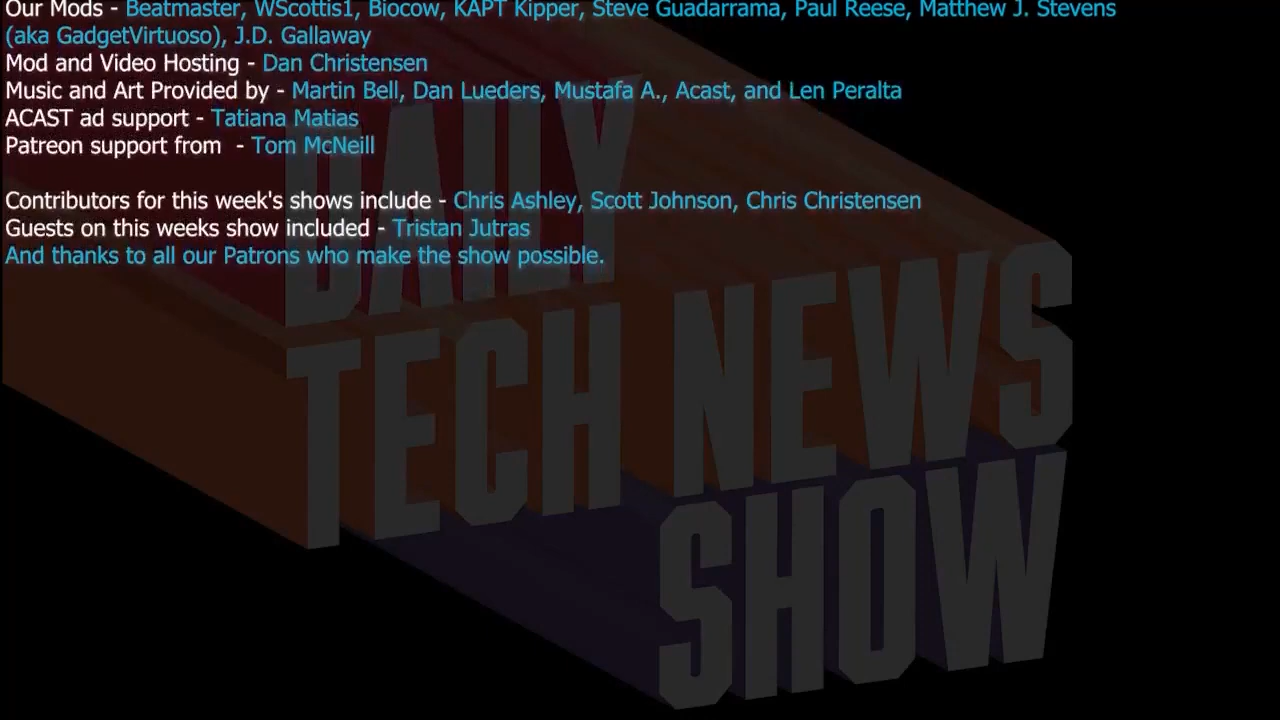 Our Mods - Beatmaster, WScottis1, Biocow, KAPT Kipper, Steve Guadarrama, Paul Reese, Matthew J. Stevens
(aka GadgetVirtuoso), J.D. Gallaway
Mod and Video Hosting - Dan Christensen
Music and Art Provided by - Martin Bell, Dan Lueders, Mustafa A., Acast, and Len Peralta
ACAST ad support - Tatiana Matias
Patreon support from  - Tom McNeill
Contributors for this week's shows include - Chris Ashley, Scott Johnson, Chris Christensen
Guests on this weeks show included - Tristan Jutras
And thanks to all our Patrons who make the show possible.
DAILY
TECH NEWS
SHOW